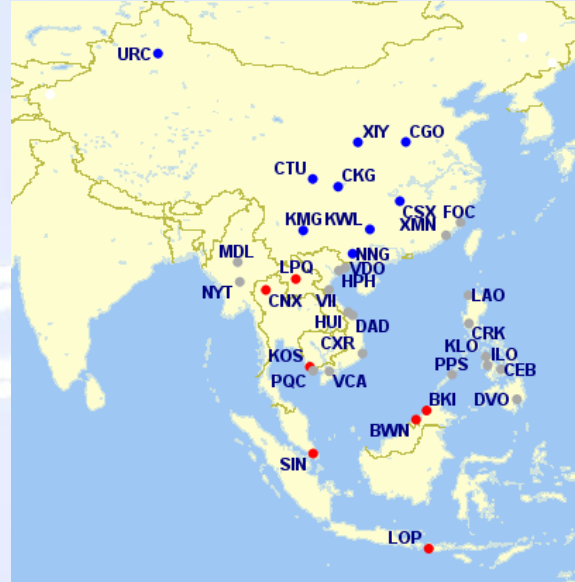 URC
XIY
CGO
CTU
CKG
KMG
KWL
CSX
FOC
XMN
NNG
MDL
LPQ
VDO
HPH
NYT
CNX
VII
LAO
HUI
DAD
CRK
CXR
KLO
ILO
KOS
PPS
CEB
PQC
VCA
BKI
DVO
BWN
SIN
LOP